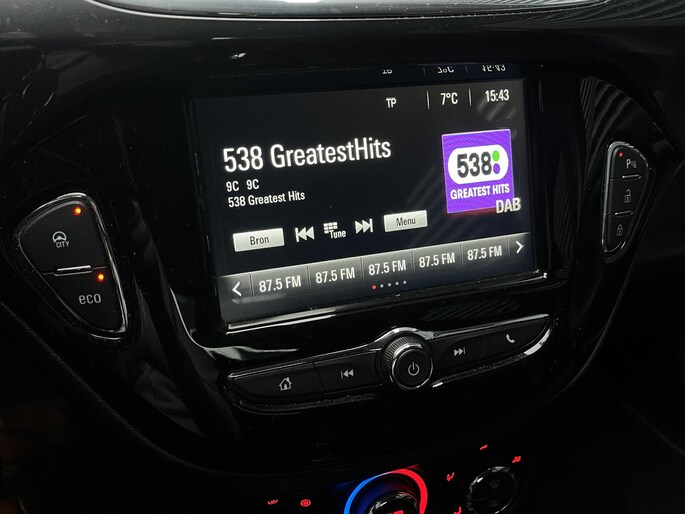 TP 7°C 15:43
538 GreatestHits
9C 9C
538 Greatest Hits
538
GREATEST HITS
DAB
Bron Tune Menu
87.5 FM 87.5 FM 87.5 FM 87.5 FM 87.5 FM
CITY
eco
P